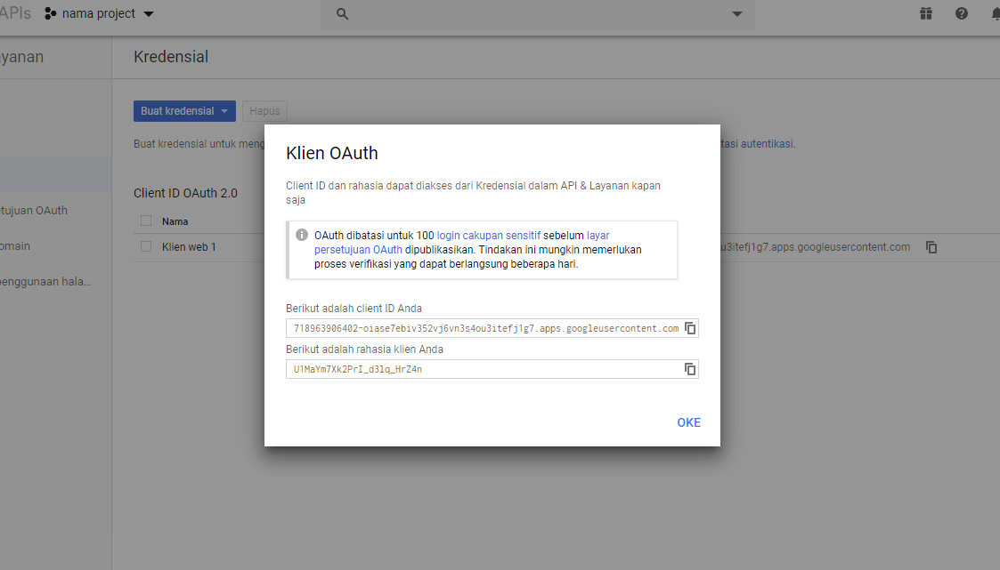 APIs
nama project
yanan
Kredensial
Buat kredensial
Hapus
Buat kredensial untuk meng
tasi autentikasi.
Client ID OAuth 2.0
Nama
Klien web 1
u3itefj1g7.apps.googleusercontent.com
tujuan OAuth
omain
penggunaan hala...
Klien OAuth
Client ID dan rahasia dapat diakses dari Kredensial dalam API & Layanan kapan
saja
OAuth dibatasi untuk 100 login cakupan sensitif sebelum layar
persetujuan OAuth dipublikasikan. Tindakan ini mungkin memerlukan
proses verifikasi yang dapat berlangsung beberapa hari.
Berikut adalah client ID Anda
718963906402-oiase7ebiv352vj6vn3s4ou3itefj1g7.apps.googleusercontent.com
Berikut adalah rahasia klien Anda
U1MaYm7Xk2PrI_d3lq_HrZ4n
OKE